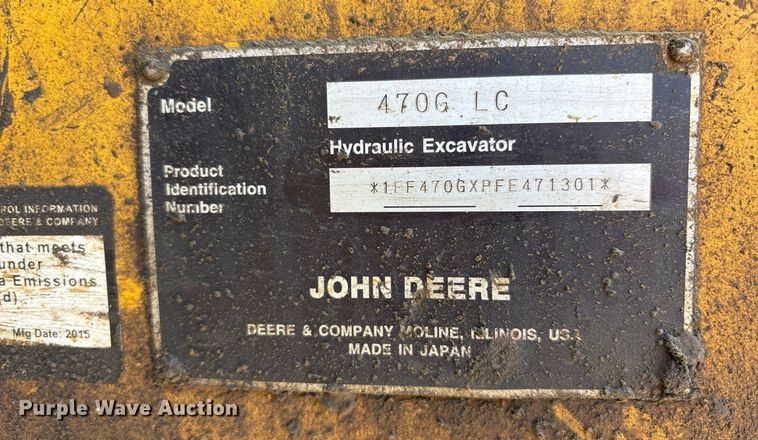 Model
470G LC
Hydraulic Excavator
Product
Identification
Number
*1FF470GXPFE471301*
ROL INFORMATION
DEERE & COMPANY
that meets
under
a Emissions
d).
Mfg Date: 2015
JOHN DEERE
DEERE & COMPANY MOLINE, ILLINOIS, USA
MADE IN JAPAN
Purple Wave Auction